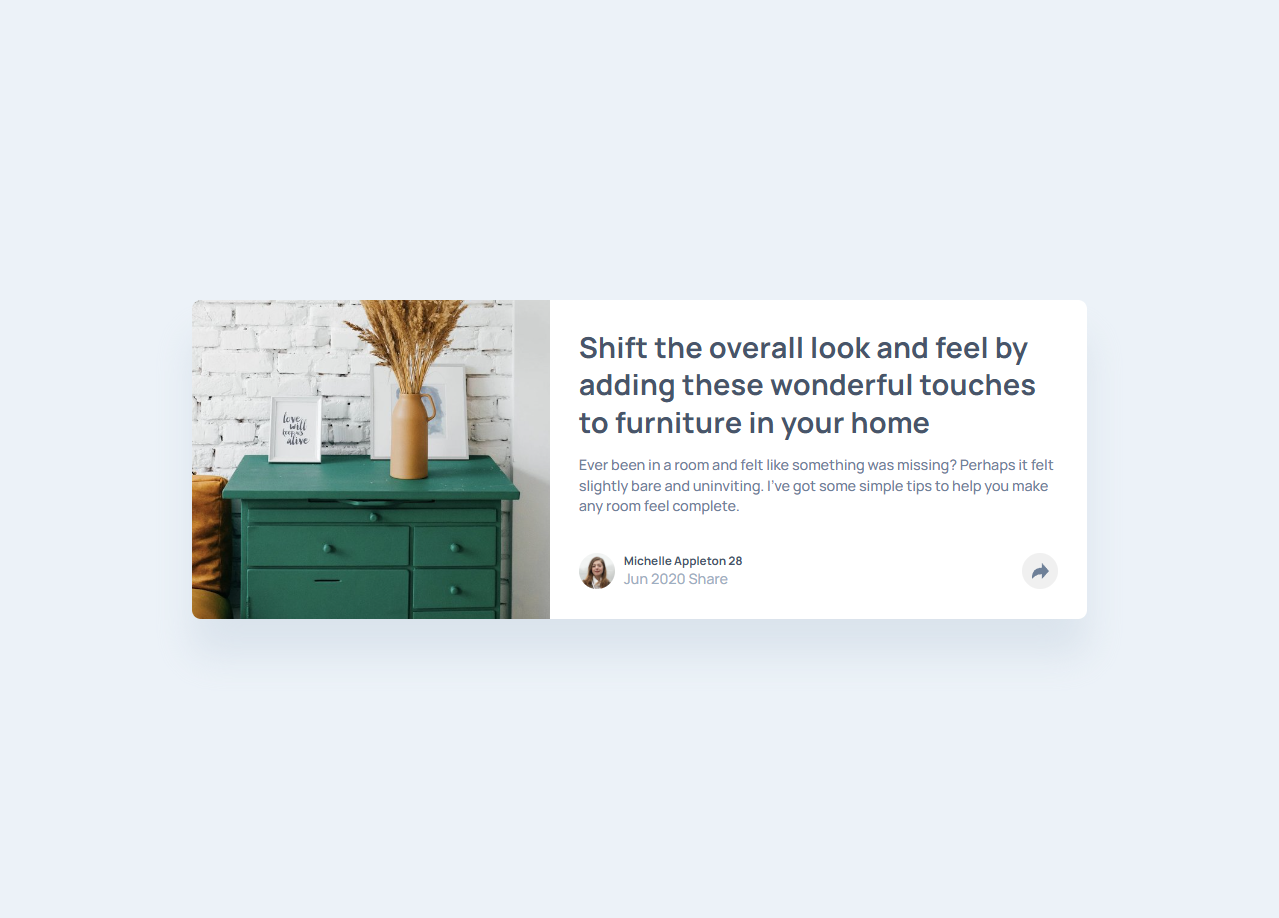 love
will
keep us
alive
Shift the overall look and feel by
adding these wonderful touches
to furniture in your home
Ever been in a room and felt like something was missing? Perhaps it felt
slightly bare and uninviting. I’ve got some simple tips to help you make
any room feel complete.
Michelle Appleton 28
Jun 2020 Share